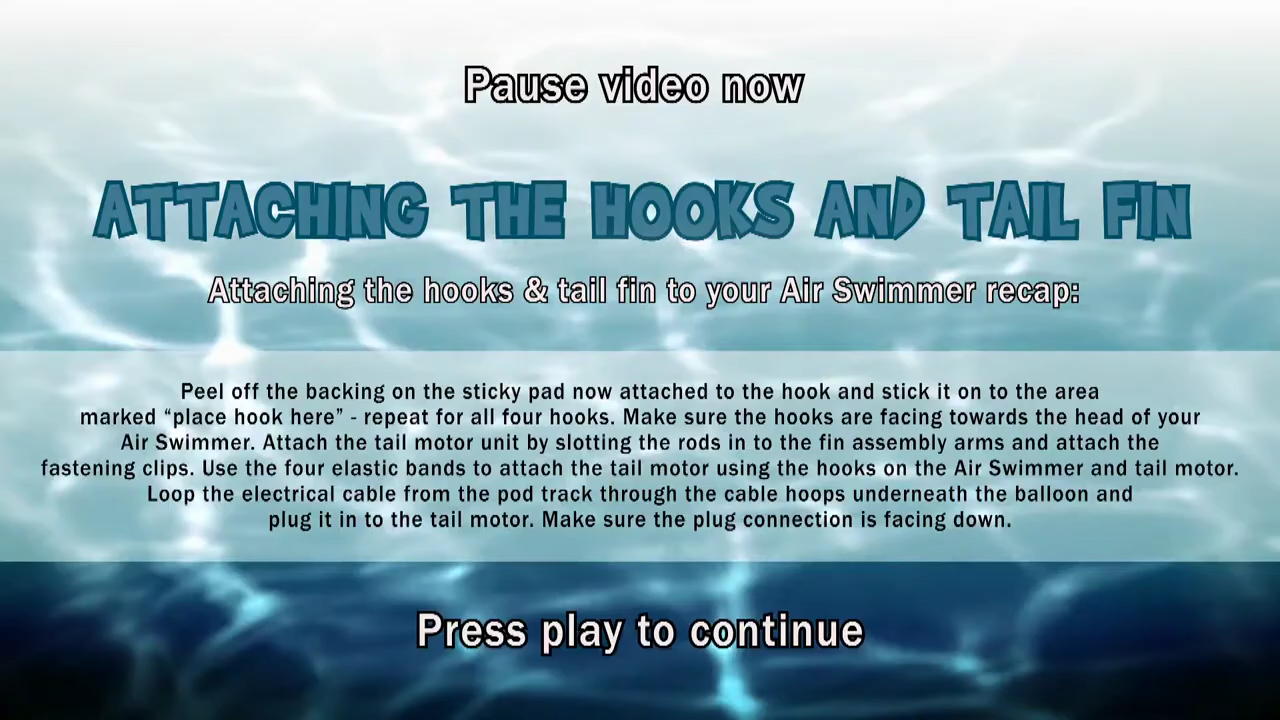 Pause video now
ATTACHING THE HOOKS AND TAIL FIN
Attaching the hooks & tail fin to your Air Swimmer recap:
Peel off the backing on the sticky pad now attached to the hook and stick it on to the area
marked “place hook here” - repeat for all four hooks. Make sure the hooks are facing towards the head of your
Air Swimmer. Attach the tail motor unit by slotting the rods in to the fin assembly arms and attach the
fastening clips. Use the four elastic bands to attach the tail motor using the hooks on the Air Swimmer and tail motor.
Loop the electrical cable from the pod track through the cable hoops underneath the balloon and
plug it in to the tail motor. Make sure the plug connection is facing down.
Press play to continue